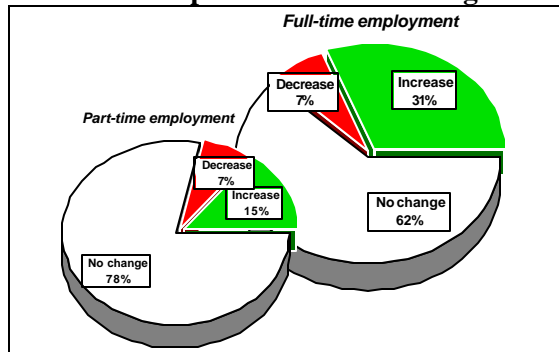 Full-time employment
Decrease
7%
Increase
31%
No change
62%
Part-time employment
Decrease
7%
Increase
15%
No change
78%